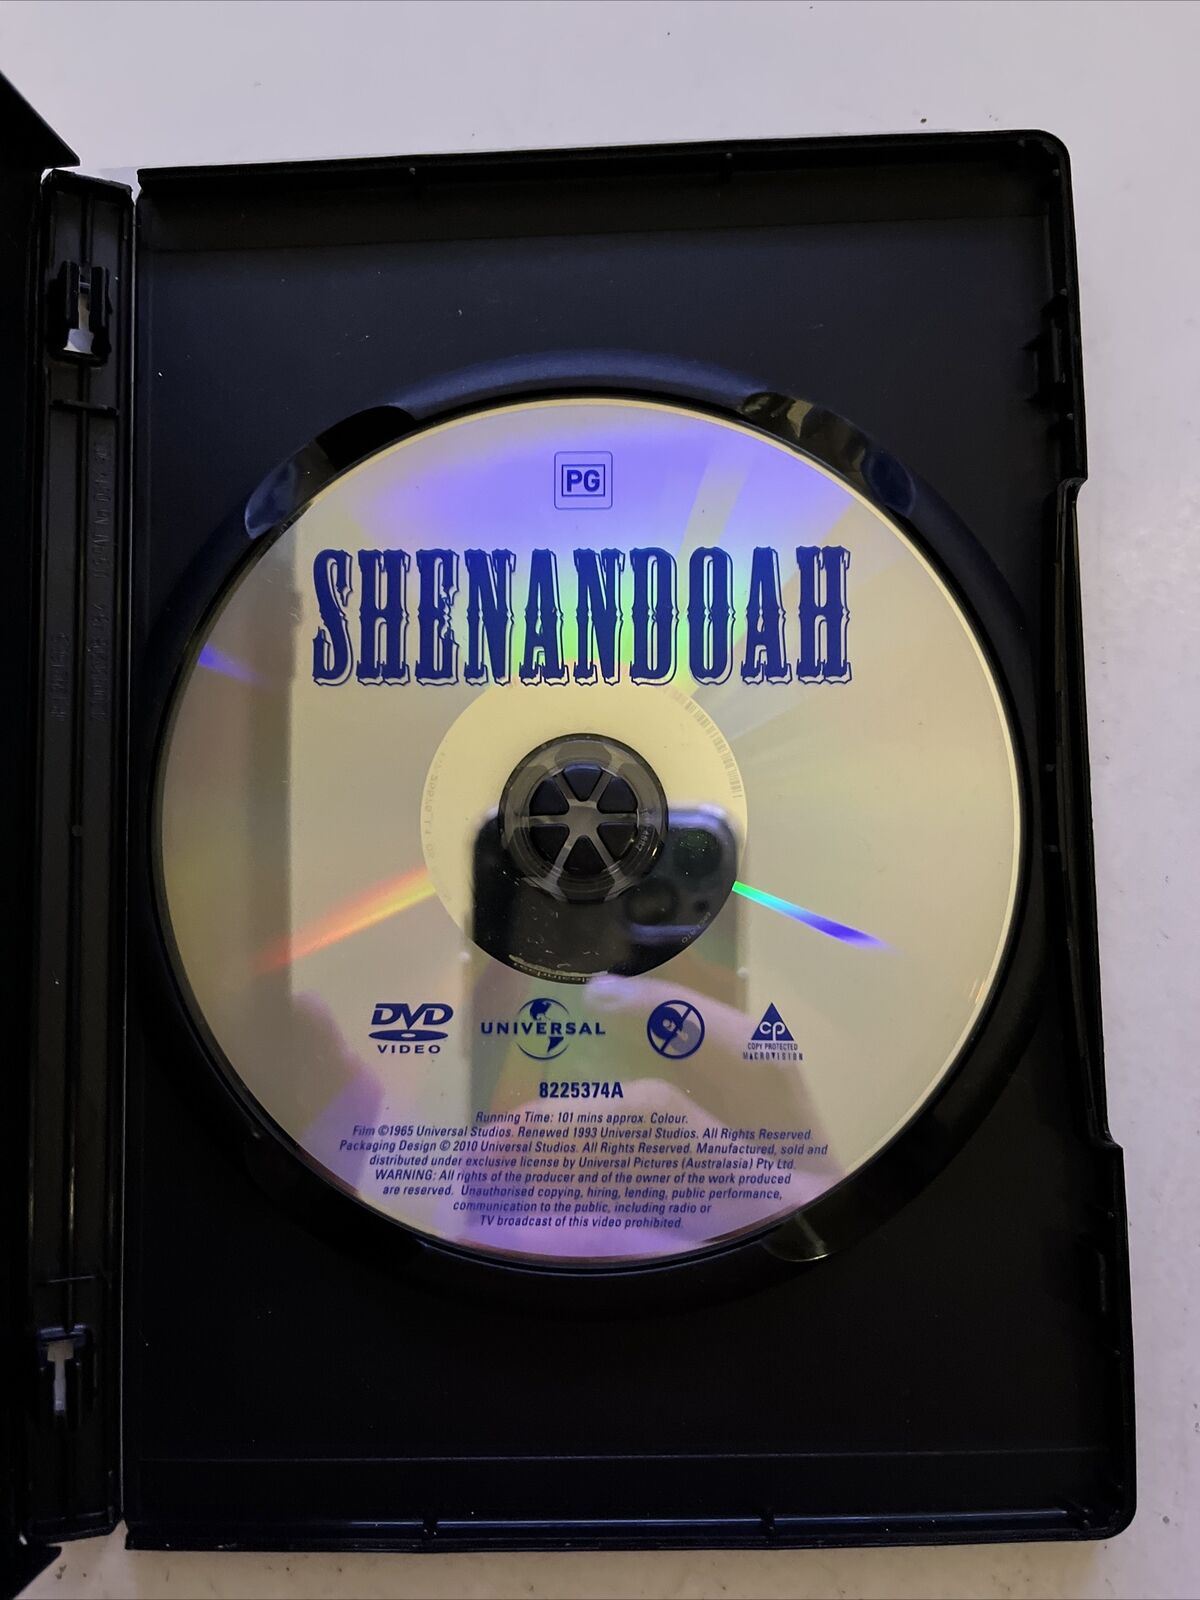 PG
SHENANDOAH
DVD
VIDEO
UNIVERSAL
CP
COPY PROTECTED
MACROVISION
8225374A
Running Time: 101 mins approx. Colour.
Film ©1965 Universal Studios. Renewed 1993 Universal Studios. All Rights Reserved.
Packaging Design © 2010 Universal Studios. All Rights Reserved. Manufactured, sold and
distributed under exclusive license by Universal Pictures (Australasia) Pty Ltd.
WARNING: All rights of the producer and of the owner of the work produced
are reserved. Unauthorised copying, hiring, lending, public performance,
communication to the public, including radio or
TV broadcast of this video prohibited.